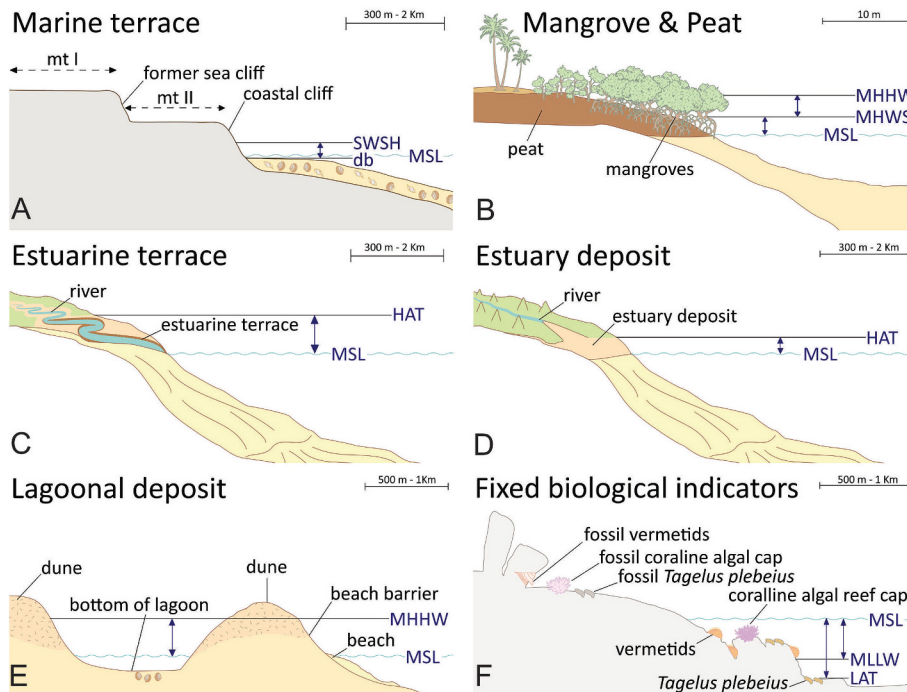 Marine terrace
300 m - 2 Km
mt I
former sea cliff
mt II
coastal cliff
SWSH
MSL
db
A
Mangrove & Peat
10 m
MHHW
MHWS
MSL
peat
mangroves
B
Estuarine terrace
300 m - 2 Km
river
HAT
estuarine terrace
MSL
C
Estuary deposit
300 m - 2 Km
river
estuary deposit
HAT
MSL
D
Lagoonal deposit
500 m - 1Km
dune
dune
bottom of lagoon
beach barrier
MHHW
beach
MSL
E
Fixed biological indicators
500 m - 1 Km
fossil vermetids
fossil coraline algal cap
fossil Tagelus plebeius
coralline algal reef cap
MSL
vermetids
MLLW
Tagelus plebeius
LAT
F